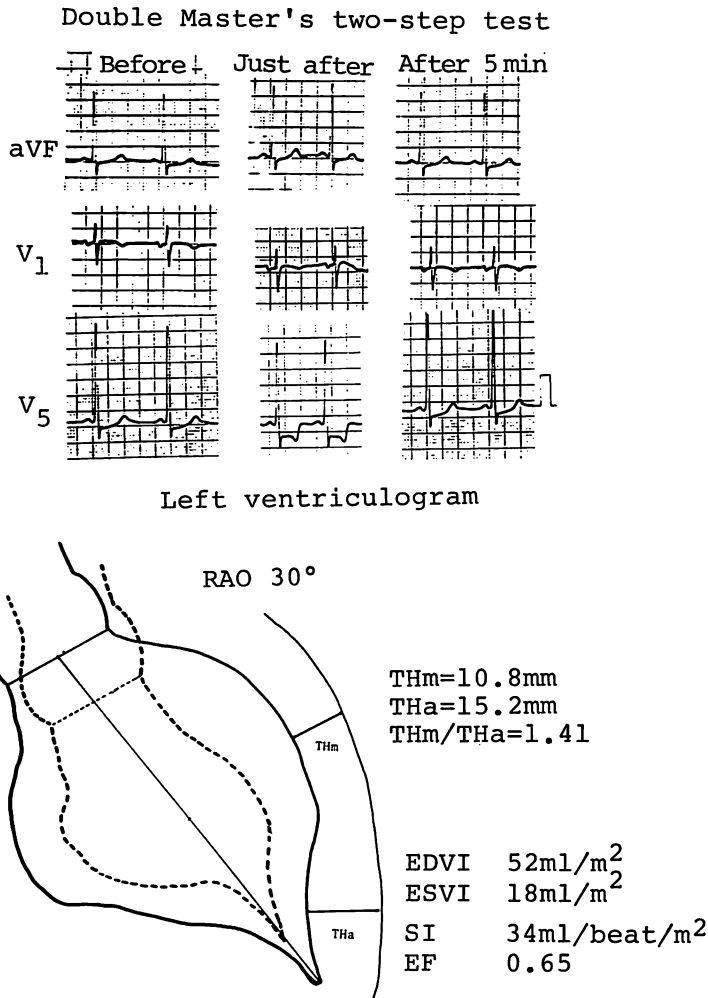 Double Master's two-step test
Before Just after After 5 min
aVF
V1
V5
Left ventriculogram
RAO 30°
THm=10.8mm
THa=15.2mm
THm/THa=1.41
THm
EDVI 52ml/m²
ESVI 18ml/m²
SI 34ml/beat/m²
THa
EF 0.65